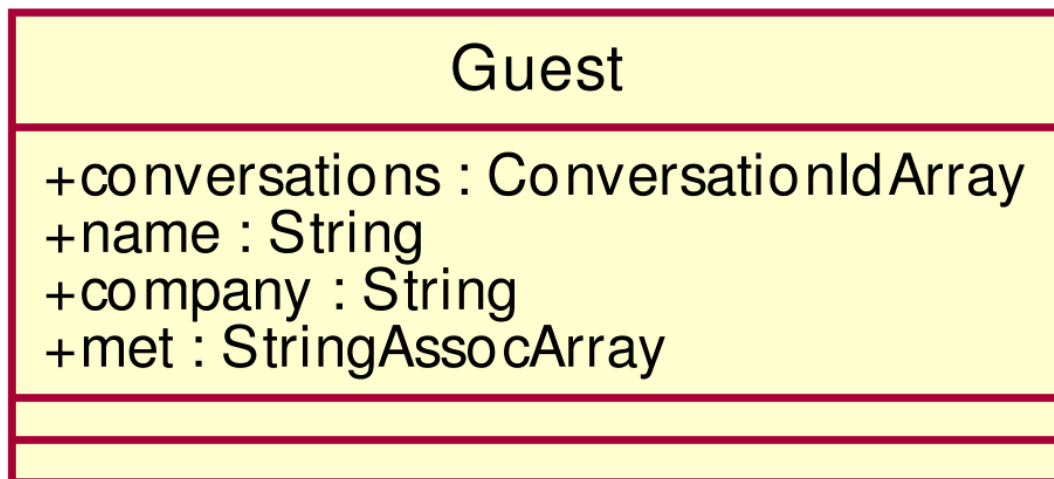 Guest
+conversations : ConversationIdArray
+name : String
+company : String
+met : StringAssocArray